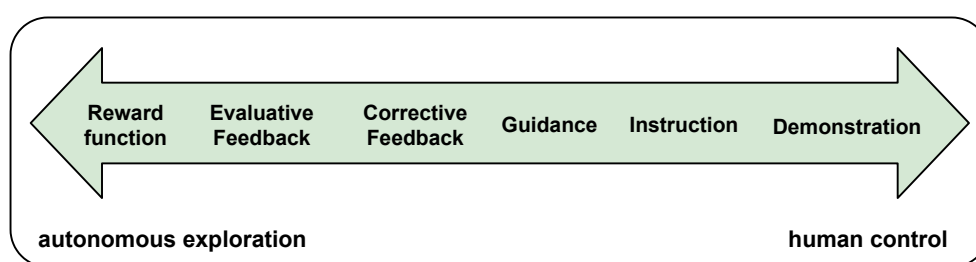 Reward Evaluative Corrective Guidance Instruction Demonstration
function Feedback Feedback
autonomous exploration human control